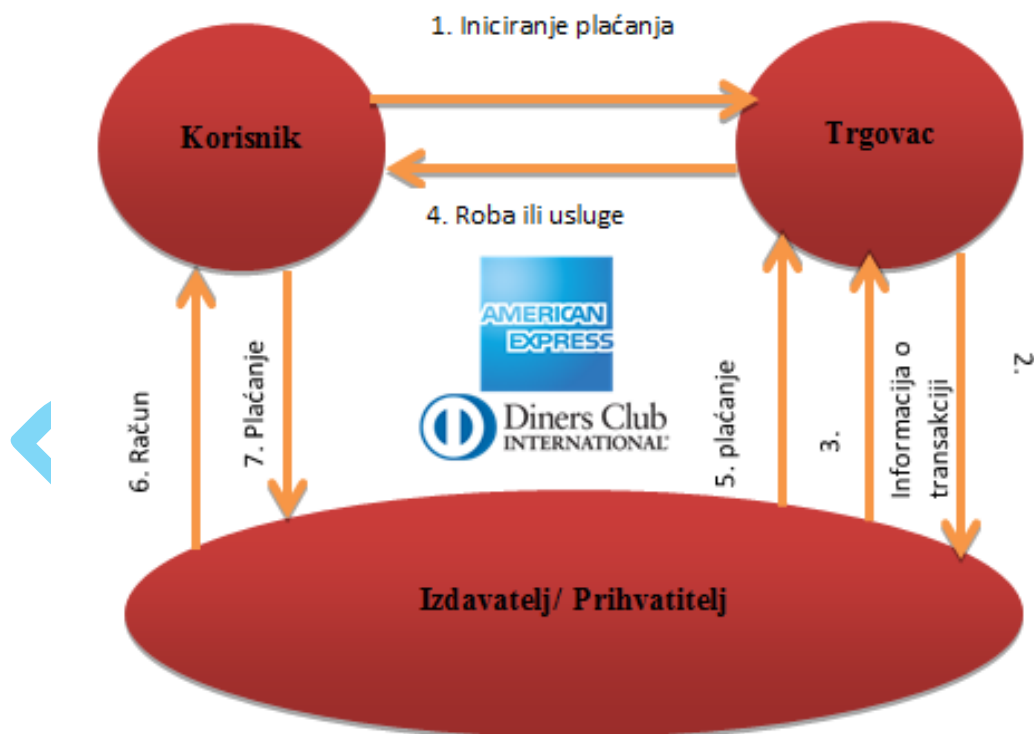 1. Iniciranje plaćanja
Korisnik
Trgovac
4. Roba ili usluge
AMERICAN
EXPRESS
Diners Club
INTERNATIONAL®
6. Račun
7. Plaćanje
5. plaćanje
3.
Informacija o
transakciji
2.
Izdavatelj/ Prihvatitelj